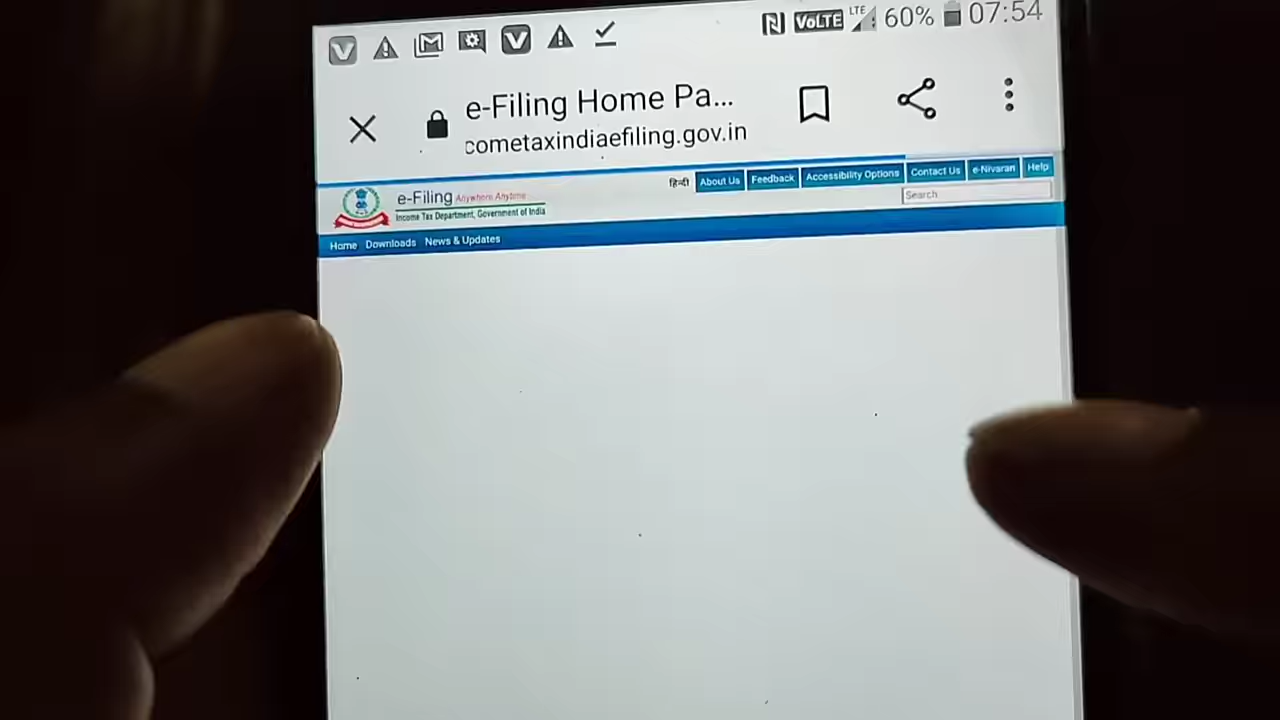 VoLTE LTE 60% 07:54
e-Filing Home Pa...
cometaxindiaefiling.gov.in
हिन्दी About Us Feedback Accessibility Options Contact Us e-Nivaran Help
e-Filing Anywhere Anytime
Income Tax Department, Government of India
Search
Home Downloads News & Updates